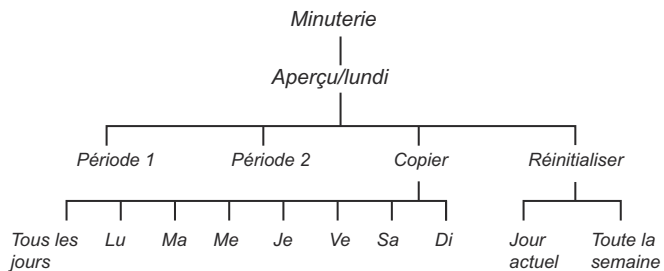 Minuterie
Aperçu/lundi
Période 1 Période 2 Copier Réinitialiser
Tous les Lu Ma Me Je Ve Sa Di Jour Toute la
jours actuel semaine